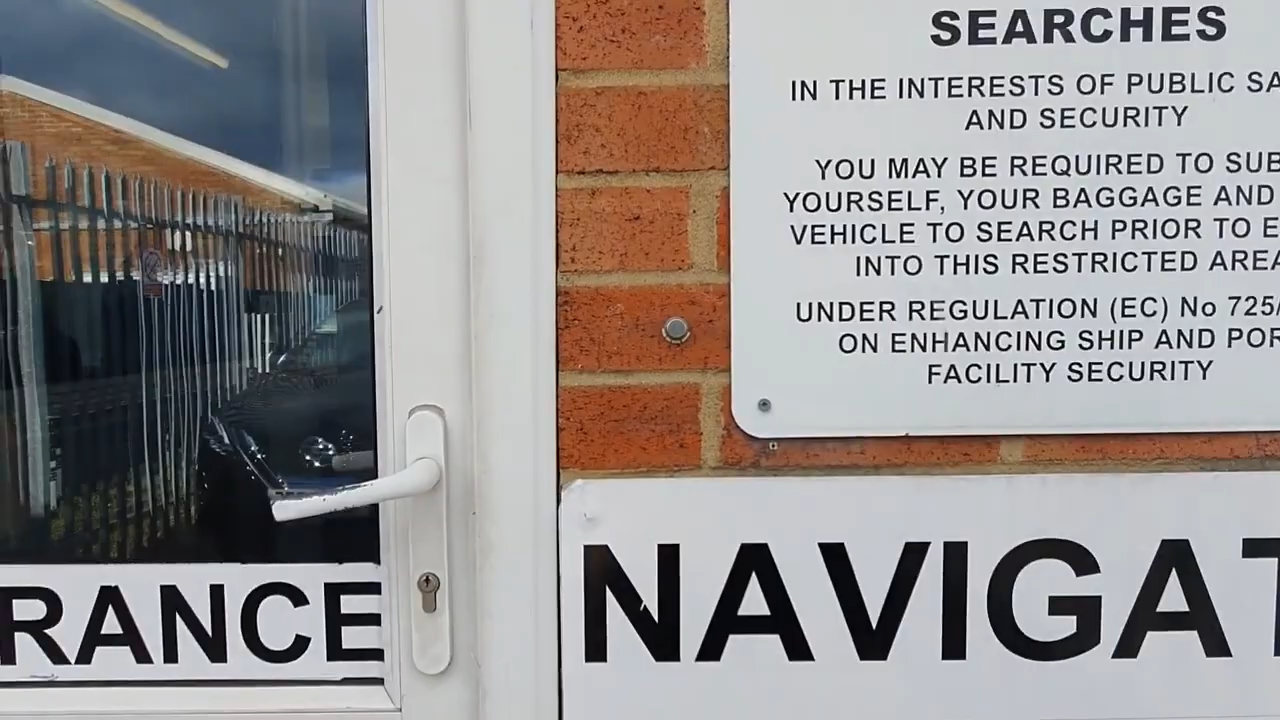 SEARCHES
IN THE INTERESTS OF PUBLIC SA
AND SECURITY
YOU MAY BE REQUIRED TO SUB
YOURSELF, YOUR BAGGAGE AND
VEHICLE TO SEARCH PRIOR TO E
INTO THIS RESTRICTED AREA
UNDER REGULATION (EC) No 725/
ON ENHANCING SHIP AND POR
FACILITY SECURITY
NAVIGAT
RANCE